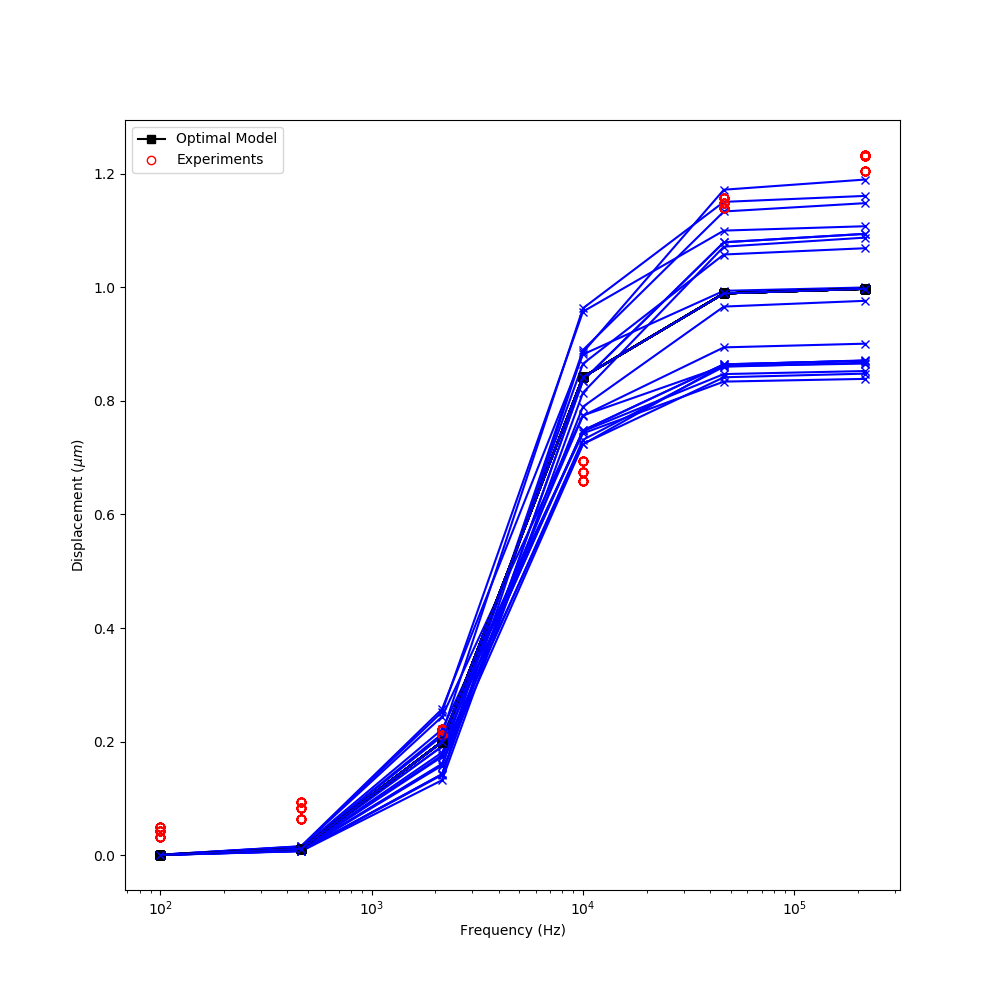 Optimal Model
Experiments
1.2
1.0
0.8
0.6
0.4
0.2
0.0
Displacement (μm)
10² 10³ 10⁴ 10⁵
Frequency (Hz)